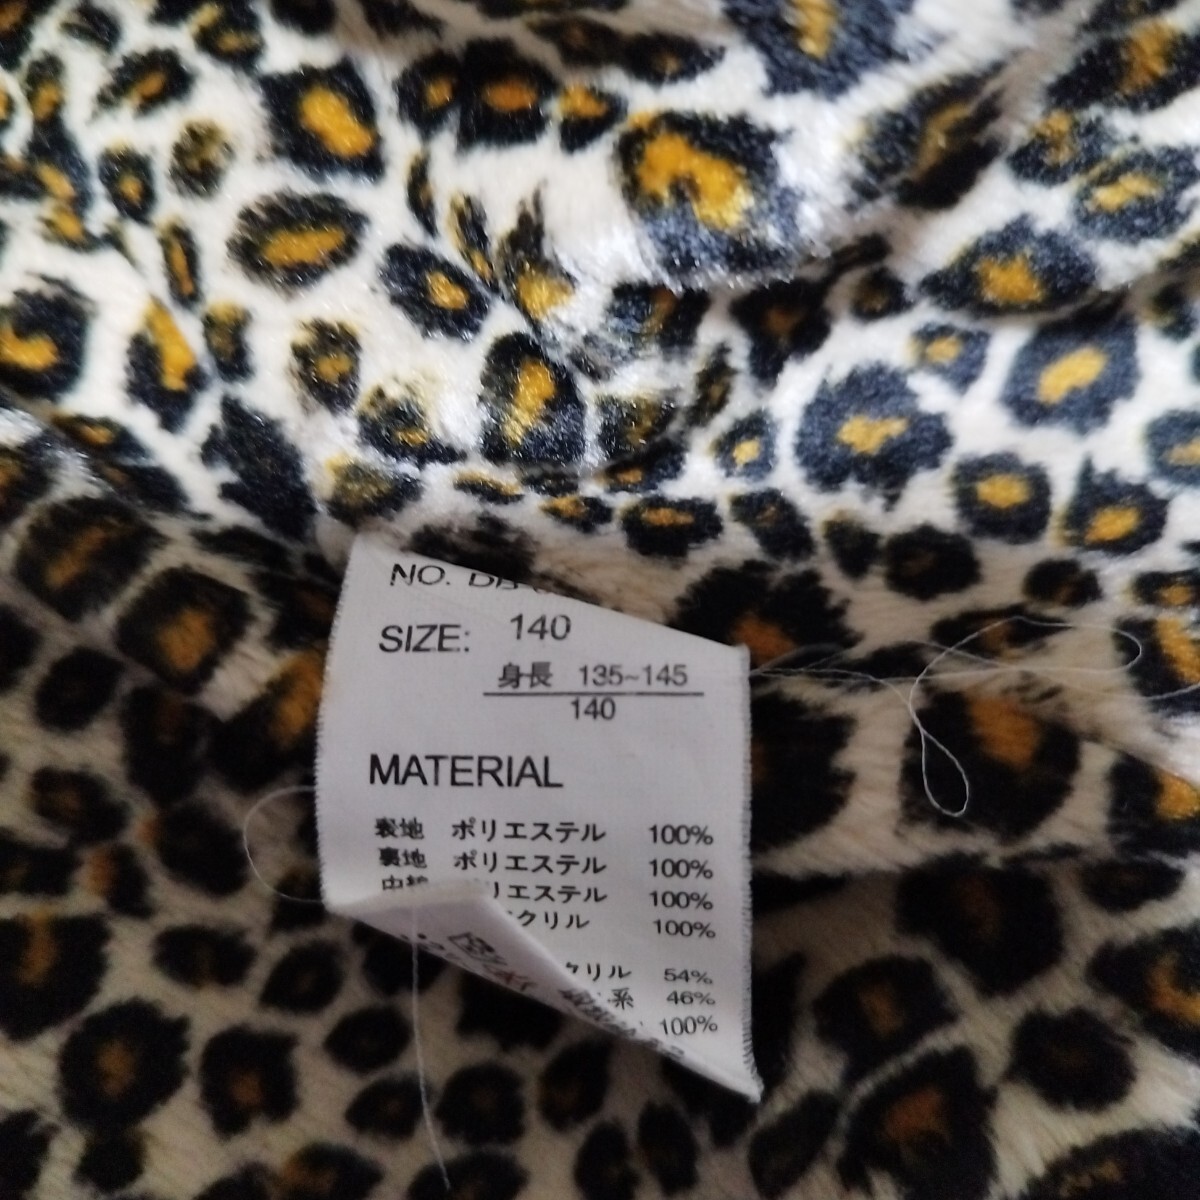 NO.
SIZE: 140
身長 135~145
140
MATERIAL
表地 ポリエステル 100%
裏地 ポリエステル 100%
ポリエステル 100%
クリル 100%
クリル 54%
系 46%
100%